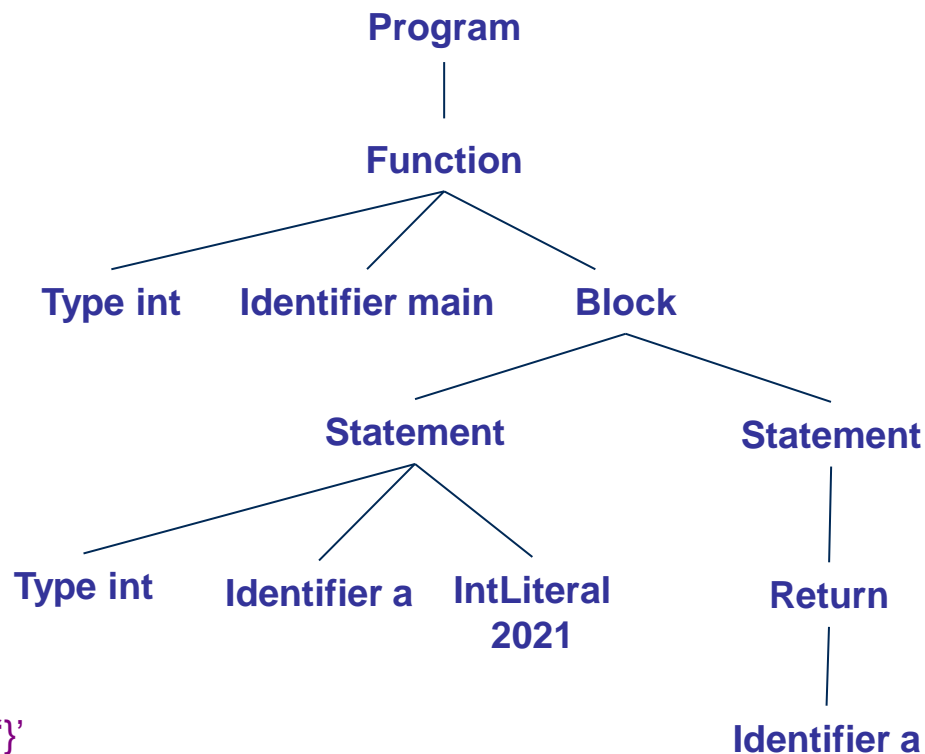 Program
Function
Type int Identifier main Block
Statement Statement
Type int Identifier a IntLiteral Return
2021
'}'
Identifier a